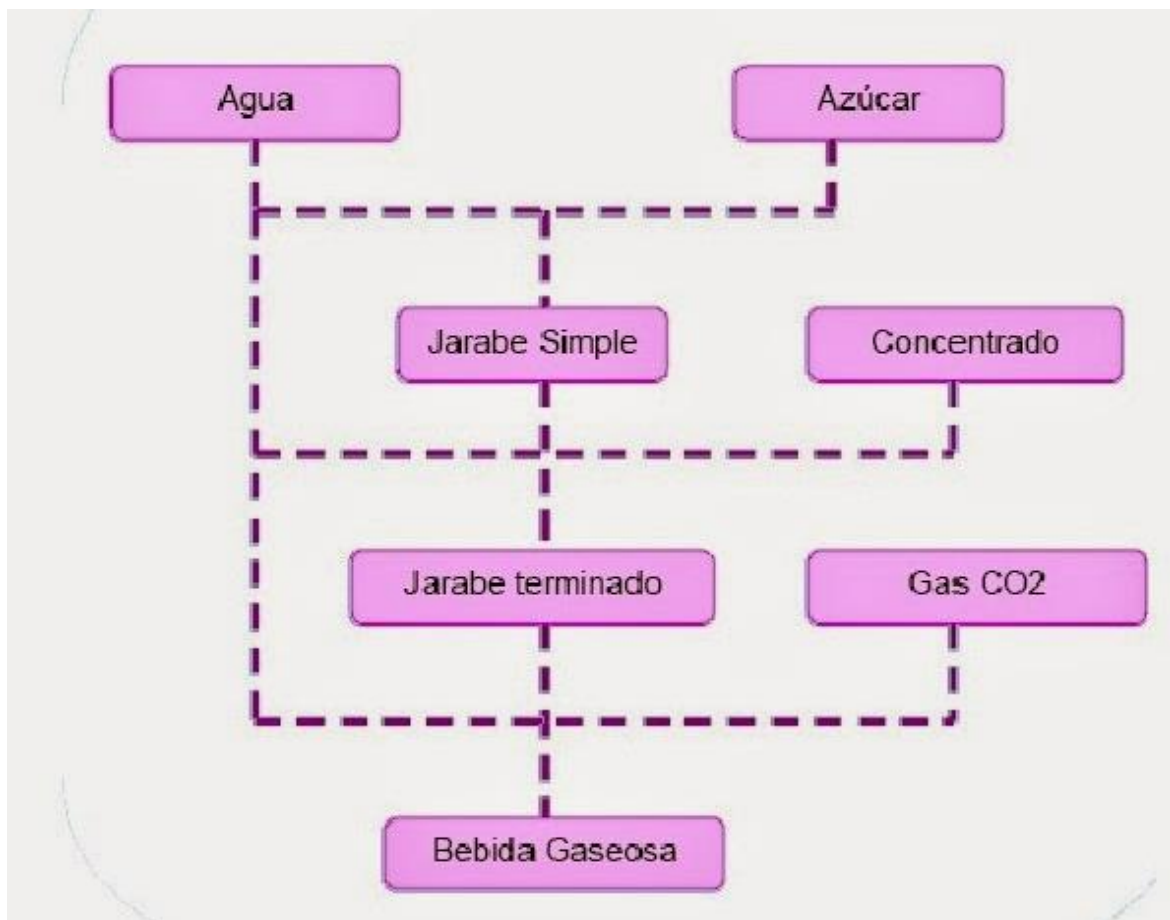 Agua
Azúcar
Jarabe Simple
Concentrado
Jarabe terminado
Gas CO2
Bebida Gaseosa